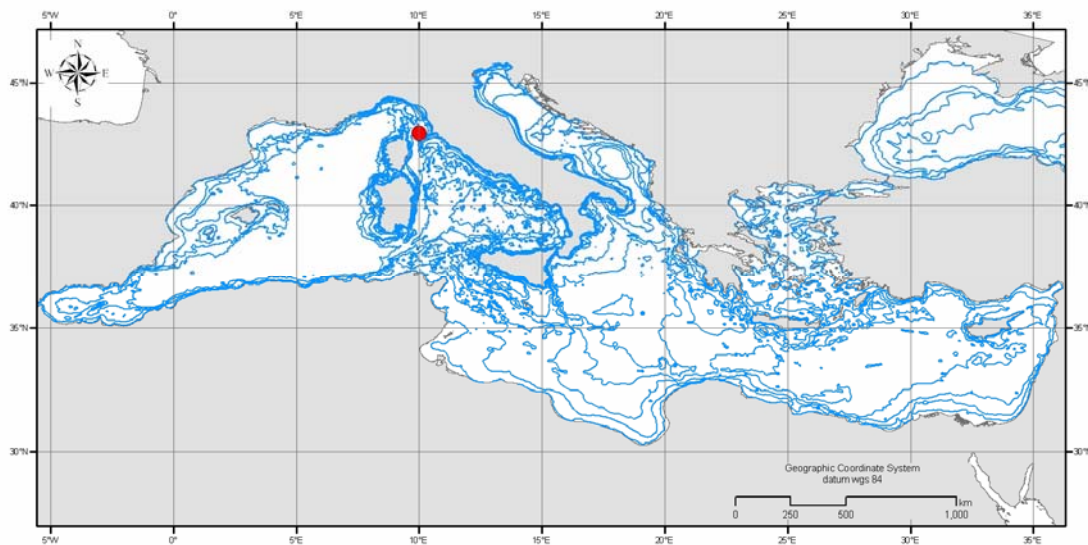 5°W 0° 5°E 10°E 15°E 20°E 25°E 30°E 35°E
N
W E
S
45°N 45°N
40°N 40°N
35°N 35°N
30°N 30°N
Geographic Coordinate System
datum wgs 84
km
0 250 500 1,000
5°W 0° 5°E 10°E 15°E 20°E 25°E 30°E 35°E